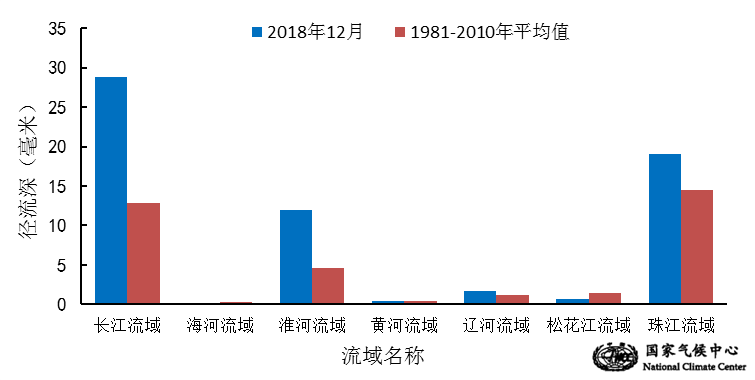 2018年12月 1981-2010年平均值
35
30
25
20
15
10
5
0
径流深（毫米）
长江流域 海河流域 淮河流域 黄河流域 辽河流域 松花江流域 珠江流域
流域名称
国家气候中心
National Climate Center